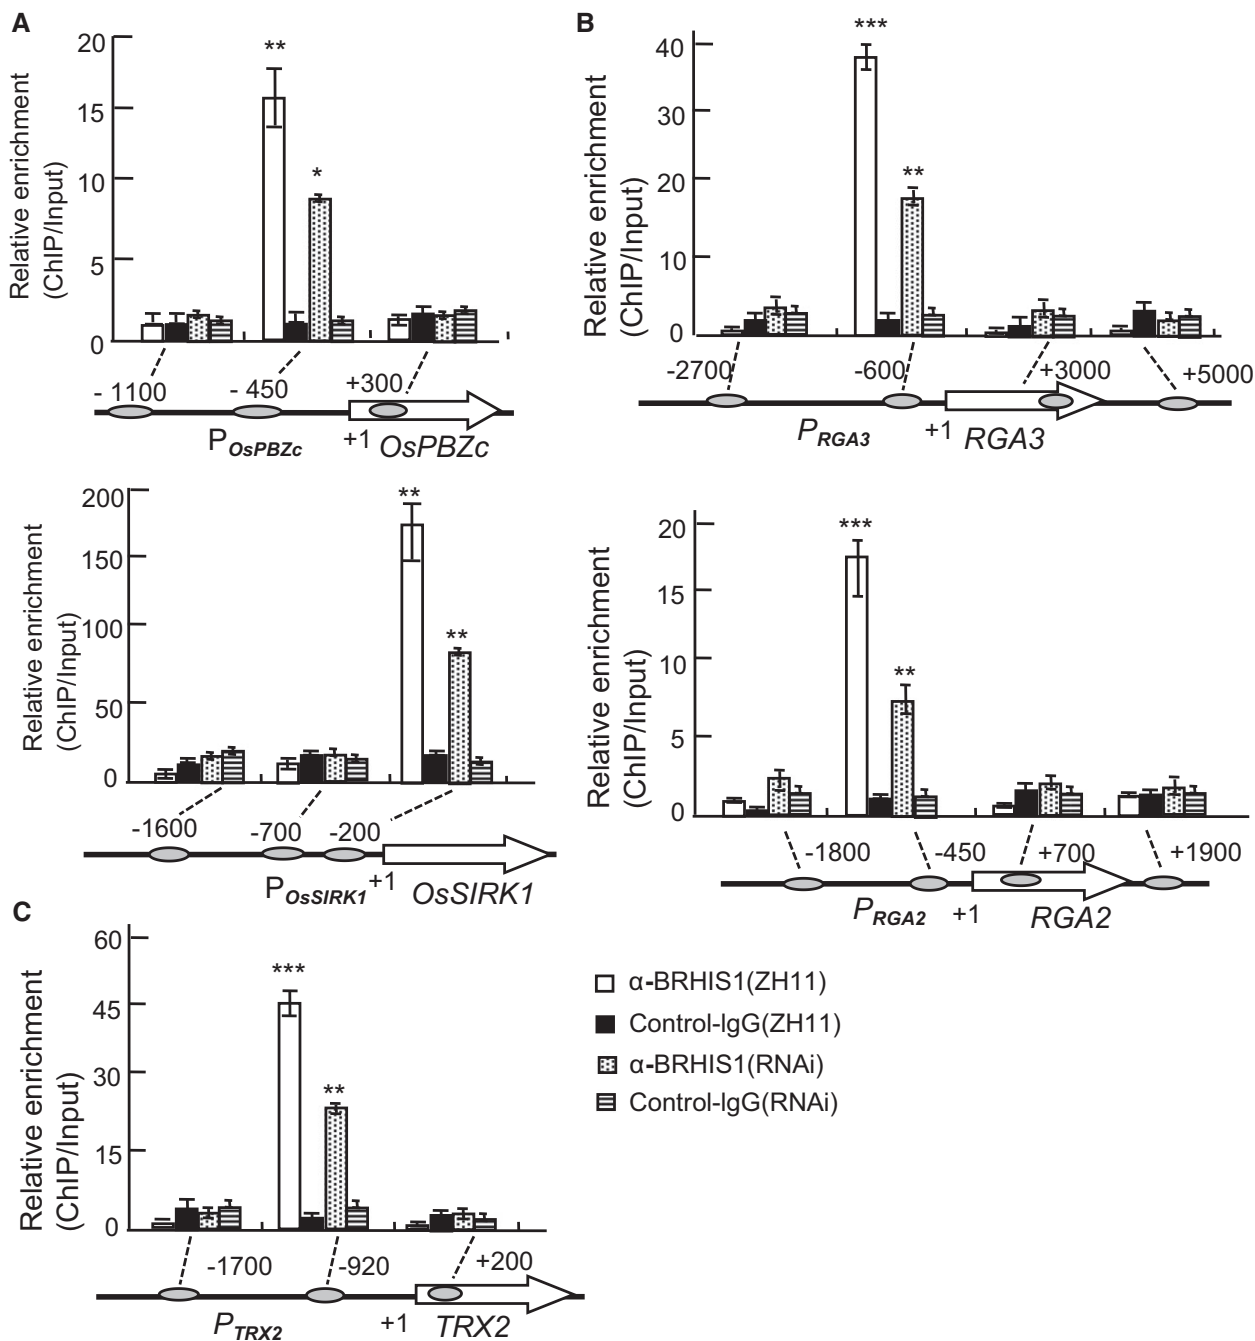 A
Relative enrichment
(ChIP/Input)
20
15
10
5
0
**
*
- 1100
- 450
+300
P OsPBZc
+1
OsPBZc
Relative enrichment
(ChIP/Input)
200
150
100
50
0
**
**
-1600
-700
-200
P OsSIRK1
+1
OsSIRK1
B
Relative enrichment
(ChIP/Input)
40
30
20
10
0
***
**
-2700
-600
+3000
+5000
P RGA3
+1
RGA3
Relative enrichment
(ChIP/Input)
20
15
10
5
0
***
**
-1800
-450
+700
+1900
P RGA2
+1
RGA2
C
Relative enrichment
(ChIP/Input)
60
45
30
15
0
***
**
-1700
-920
+200
P TRX2
+1
TRX2
α-BRHIS1(ZH11)
Control-IgG(ZH11)
α-BRHIS1(RNAi)
Control-IgG(RNAi)